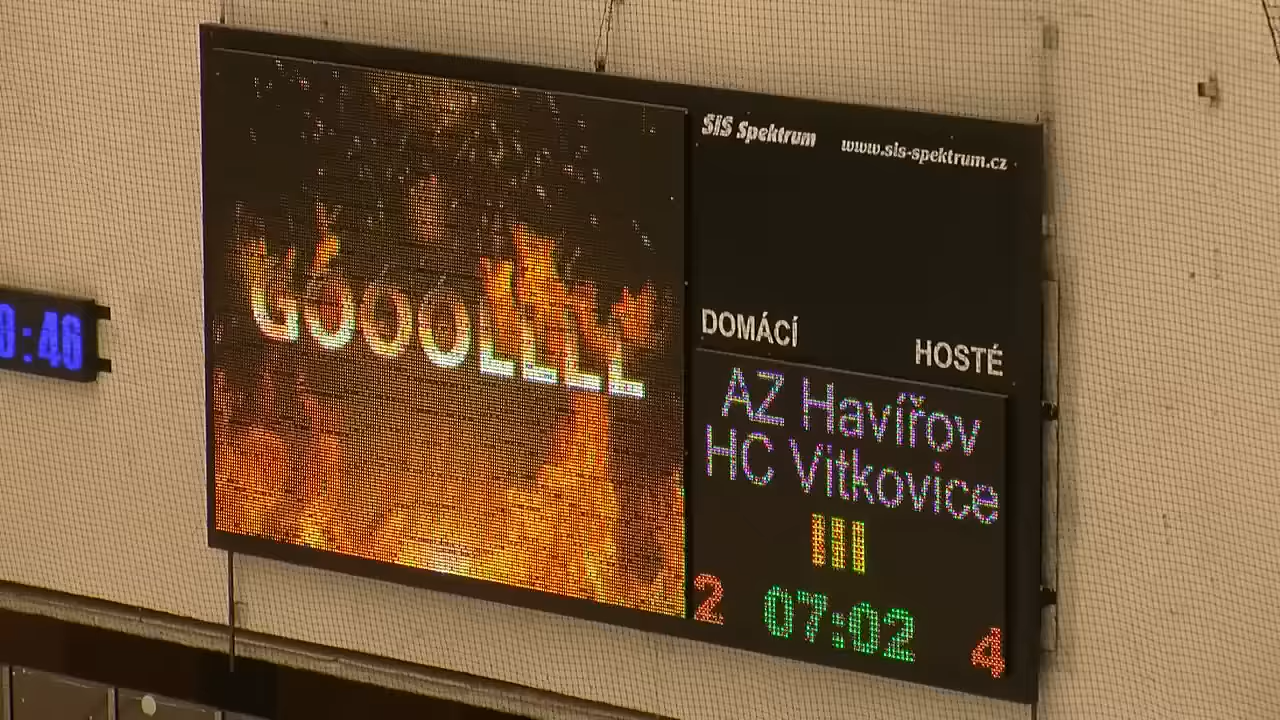 GÓÓÓLLLL
SIS Spektrum
www.sis-spektrum.cz
DOMÁCÍ
HOSTÉ
AZ Havířov
HC Vitkovice
III
2
07:02
4
:46